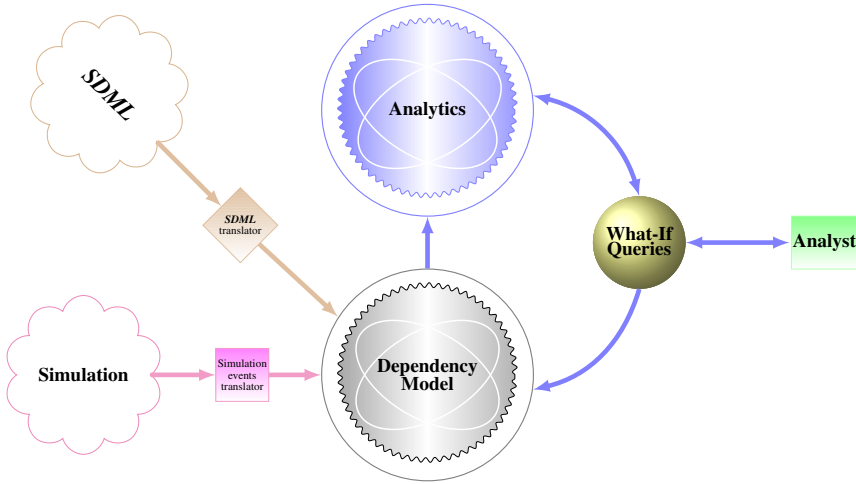 SDML
Analytics
SDML
translator
What-If
Queries
Analyst
Simulation
Simulation
events
translator
Dependency
Model